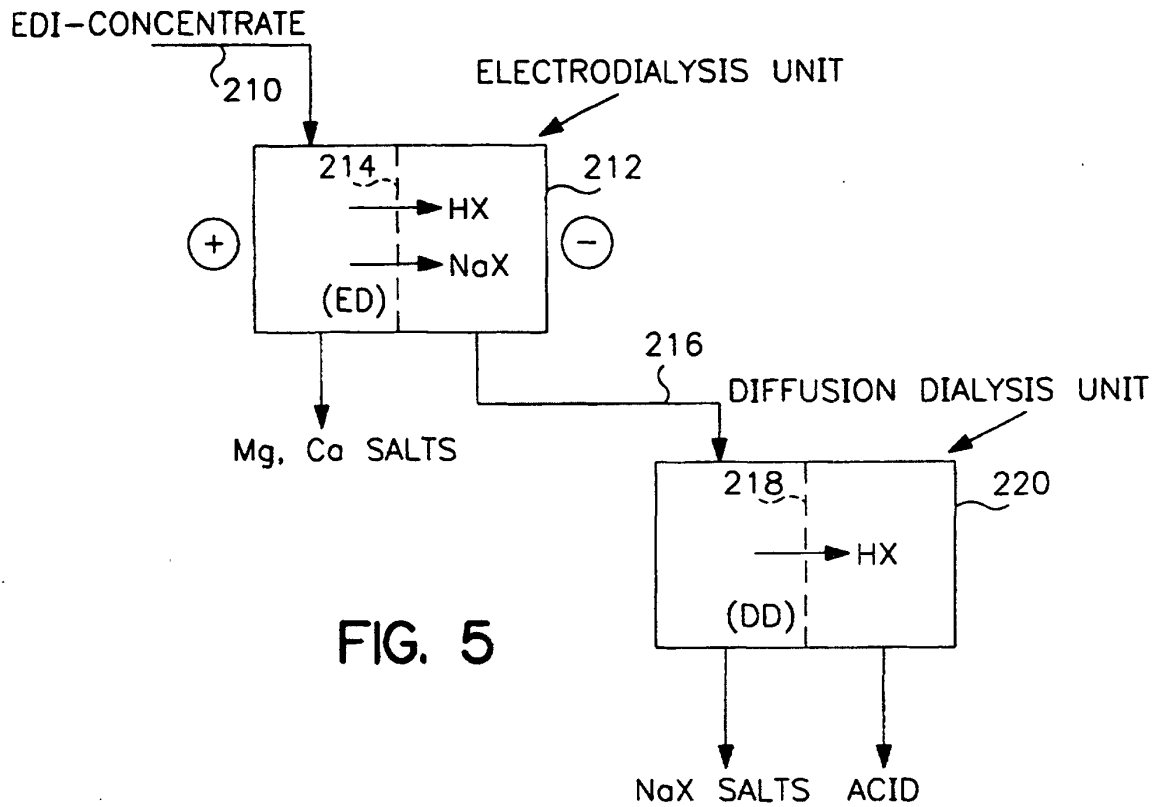 EDI-CONCENTRATE
210
ELECTRODIALYSIS UNIT
214
212
HX
+
−
NaX
(ED)
216
DIFFUSION DIALYSIS UNIT
Mg, Ca SALTS
218
220
HX
(DD)
FIG. 5
NaX SALTS
ACID